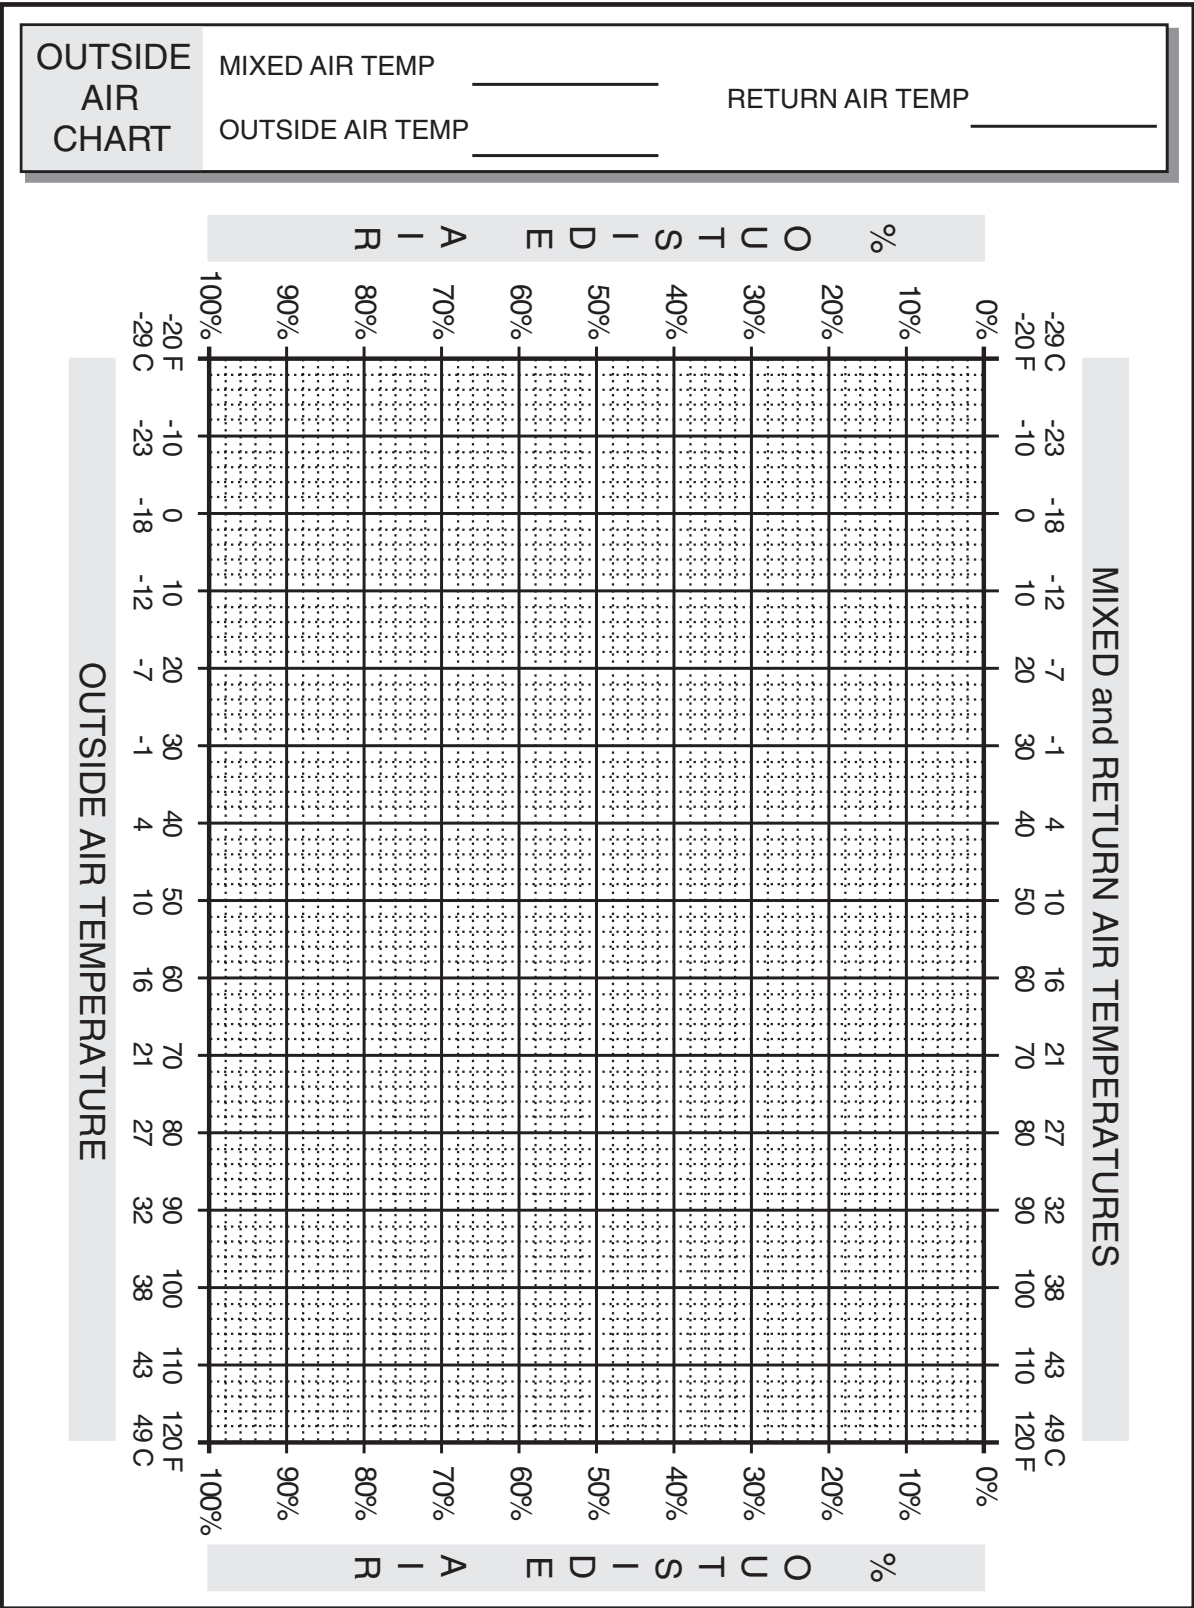 OUTSIDE
AIR
CHART
MIXED AIR TEMP
OUTSIDE AIR TEMP
RETURN AIR TEMP
% OUTSIDE AIR
100% 90% 80% 70% 60% 50% 40% 30% 20% 10% 0%
OUTSIDE AIR TEMPERATURE
-29 C -23 -18 -12 -7 -1 4 10 16 21 27 32 38 43 49 C
-20 F -10 0 10 20 30 40 50 60 70 80 90 100 110 120 F
-20 F -10 0 10 20 30 40 50 60 70 80 90 100 110 120 F
-29 C -23 -18 -12 -7 -1 4 10 16 21 27 32 38 43 49 C
MIXED and RETURN AIR TEMPERATURES
100% 90% 80% 70% 60% 50% 40% 30% 20% 10% 0%
% OUTSIDE AIR